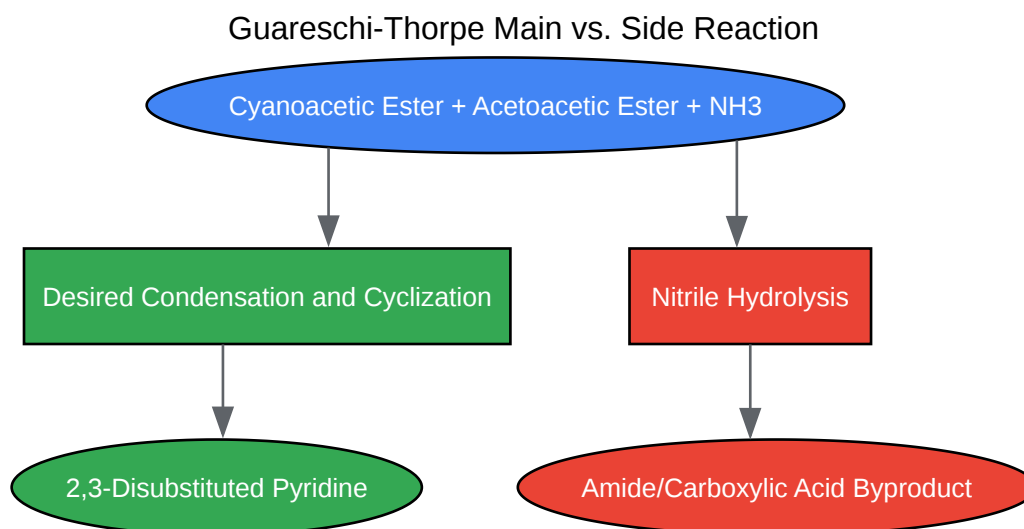 Guareschi-Thorpe Main vs. Side Reaction
Cyanoacetic Ester + Acetoacetic Ester + NH3
Desired Condensation and Cyclization
Nitrile Hydrolysis
2,3-Disubstituted Pyridine
Amide/Carboxylic Acid Byproduct